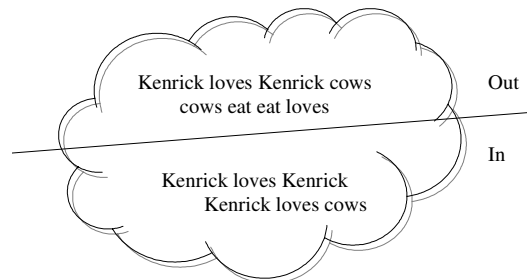 Kenrick loves Kenrick cows
cows eat eat loves
Out
In
Kenrick loves Kenrick
Kenrick loves cows